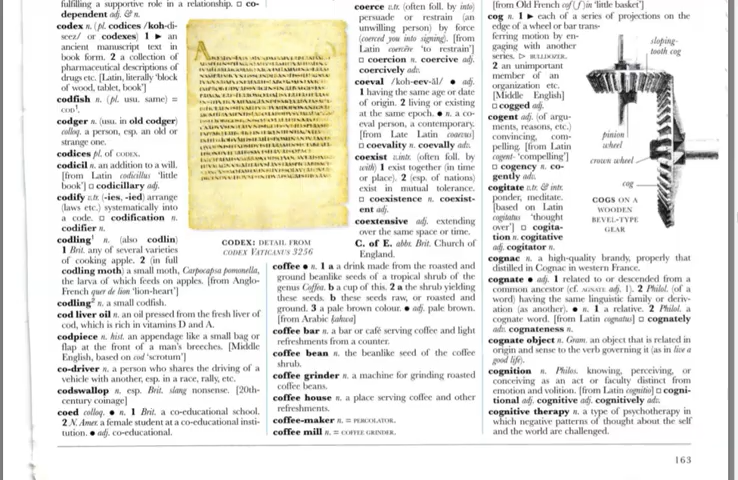 fulfilling a supportive role in a relationship. □ co-
dependent adj. & n.
codex n. (pl. codices /koh-di-
seez/ or codexes) 1 ► an
ancient manuscript text in
book form. 2 a collection of
pharmaceutical descriptions of
drugs etc. [Latin, literally 'block
of wood, tablet, book']
codfish n. (pl. usu. same) =
COD¹.
codger n. (usu. in old codger)
colloq. a person, esp. an old or
strange one.
codices pl. of CODEX.
codicil n. an addition to a will.
[from Latin codicillus 'little
book'] □ codicillary adj.
codify v.tr. (-ies, -ied) arrange
(laws etc.) systematically into
a code. □ codification n.
codifier n.
codling¹ n. (also codlin)
1 Brit. any of several varieties
of cooking apple. 2 (in full
codling moth) a small moth, Carpocapsa pomonella,
the larva of which feeds on apples. [from Anglo-
French quer de lion 'lion-heart']
codling² n. a small codfish.
cod liver oil n. an oil pressed from the fresh liver of
cod, which is rich in vitamins D and A.
codpiece n. hist. an appendage like a small bag or
flap at the front of a man's breeches. [Middle
English, based on cod 'scrotum']
co-driver n. a person who shares the driving of a
vehicle with another, esp. in a race, rally, etc.
codswallop n. esp. Brit. slang nonsense. [20th-
century coinage]
coed colloq. ● n. 1 Brit. a co-educational school.
2 N. Amer. a female student at a co-educational insti-
tution. ● adj. co-educational.
CODEX: DETAIL FROM
CODEX VATICANUS 3256
coerce v.tr. (often foll. by into)
persuade or restrain (an
unwilling person) by force
(coerced you into signing). [from
Latin coercēre 'to restrain']
□ coercion n. coercive adj.
coercively adv.
coeval /koh-eev-ăl/ ● adj.
1 having the same age or date
of origin. 2 living or existing
at the same epoch. ● n. a co-
eval person, a contemporary.
[from Late Latin coaevus]
□ coevality n. coevally adv.
coexist v.intr. (often foll. by
with) 1 exist together (in time
or place). 2 (esp. of nations)
exist in mutual tolerance.
□ coexistence n. coexist-
ent adj.
coextensive adj. extending
over the same space or time.
C. of E. abbr. Brit. Church of
England.
coffee ● n. 1 a a drink made from the roasted and
ground beanlike seeds of a tropical shrub of the
genus Coffea. b a cup of this. 2 a the shrub yielding
these seeds. b these seeds raw, or roasted and
ground. 3 a pale brown colour. ● adj. pale brown.
[from Arabic ḳahwa]
coffee bar n. a bar or café serving coffee and light
refreshments from a counter.
coffee bean n. the beanlike seed of the coffee
shrub.
coffee grinder n. a machine for grinding roasted
coffee beans.
coffee house n. a place serving coffee and other
refreshments.
coffee-maker n. = PERCOLATOR.
coffee mill n. = COFFEE GRINDER.
[from Old French cof(f)in 'little basket']
cog n. 1 ► each of a series of projections on the
edge of a wheel or bar trans-
ferring motion by en-
gaging with another
series. ▷ BULLDOZER.
2 an unimportant
member of an
organization etc.
[Middle English]
□ cogged adj.
cogent adj. (of argu-
ments, reasons, etc.)
convincing, com-
pelling. [from Latin
cogent- 'compelling']
□ cogency n. co-
gently adv.
cogitate v.tr. & intr.
ponder, meditate.
[based on Latin
cogitatus 'thought
over'] □ cogita-
tion n. cogitative
adj. cogitator n.
sloping-
tooth cog
pinion
wheel
crown wheel
cog
COGS ON A
WOODEN
BEVEL-TYPE
GEAR
cognac n. a high-quality brandy, properly that
distilled in Cognac in western France.
cognate ● adj. 1 related to or descended from a
common ancestor (cf. AGNATE adj. 1). 2 Philol. (of a
word) having the same linguistic family or deriv-
ation (as another). ● n. 1 a relative. 2 Philol. a
cognate word. [from Latin cognatus] □ cognately
adv. cognateness n.
cognate object n. Gram. an object that is related in
origin and sense to the verb governing it (as in live a
good life).
cognition n. Philos. knowing, perceiving, or
conceiving as an act or faculty distinct from
emotion and volition. [from Latin cognitio] □ cogni-
tional adj. cognitive adj. cognitively adv.
cognitive therapy n. a type of psychotherapy in
which negative patterns of thought about the self
and the world are challenged.
163